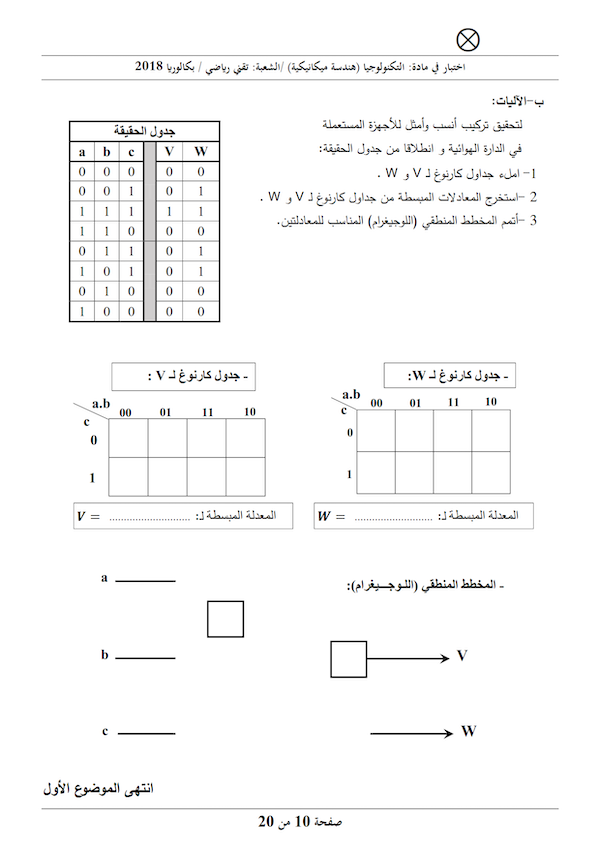 اختبار في مادة: التكنولوجيا (هندسة ميكانيكية) /الشعبة: تقني رياضي / بكالوريا 2018
ب-الآليات:
لتحقيق تركيب أنسب وأمثل للأجهزة المستعملة
في الدارة الهوائية و انطلاقا من جدول الحقيقة:
1- املء جداول كارنوغ لـ V و W .
2 -استخرج المعادلات المبسطة من جداول كارنوغ لـ V و W .
3 -أتمم المخطط المنطقي (اللوجيغرام) المناسب للمعادلتين.
جدول الحقيقة
a b c V W
0 0 0 0 0
0 0 1 0 1
1 1 1 1 1
1 1 0 0 0
0 1 1 0 1
1 0 1 0 1
0 1 0 0 0
1 0 0 0 0
- جدول كارنوغ لـ W:
a.b
c
00 01 11 10
0
1
المعدلة المبسطة لـ: W = ............................
- جدول كارنوغ لـ V :
a.b
c
00 01 11 10
0
1
المعدلة المبسطة لـ: V = ............................
- المخطط المنطقي (اللـوجـــيغرام):
a
b
V
c
W
انتهى الموضوع الأول
صفحة 10 من 20